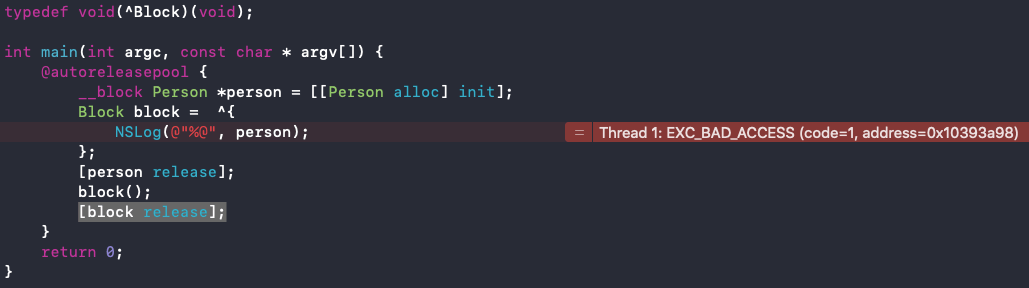 typedef void(^Block)(void);
int main(int argc, const char * argv[]) {
    @autoreleasepool {
        __block Person *person = [[Person alloc] init];
        Block block =  ^{
            NSLog(@"%@", person); = Thread 1: EXC_BAD_ACCESS (code=1, address=0x10393a98)
        };
        [person release];
        block();
        [block release];
    }
    return 0;
}